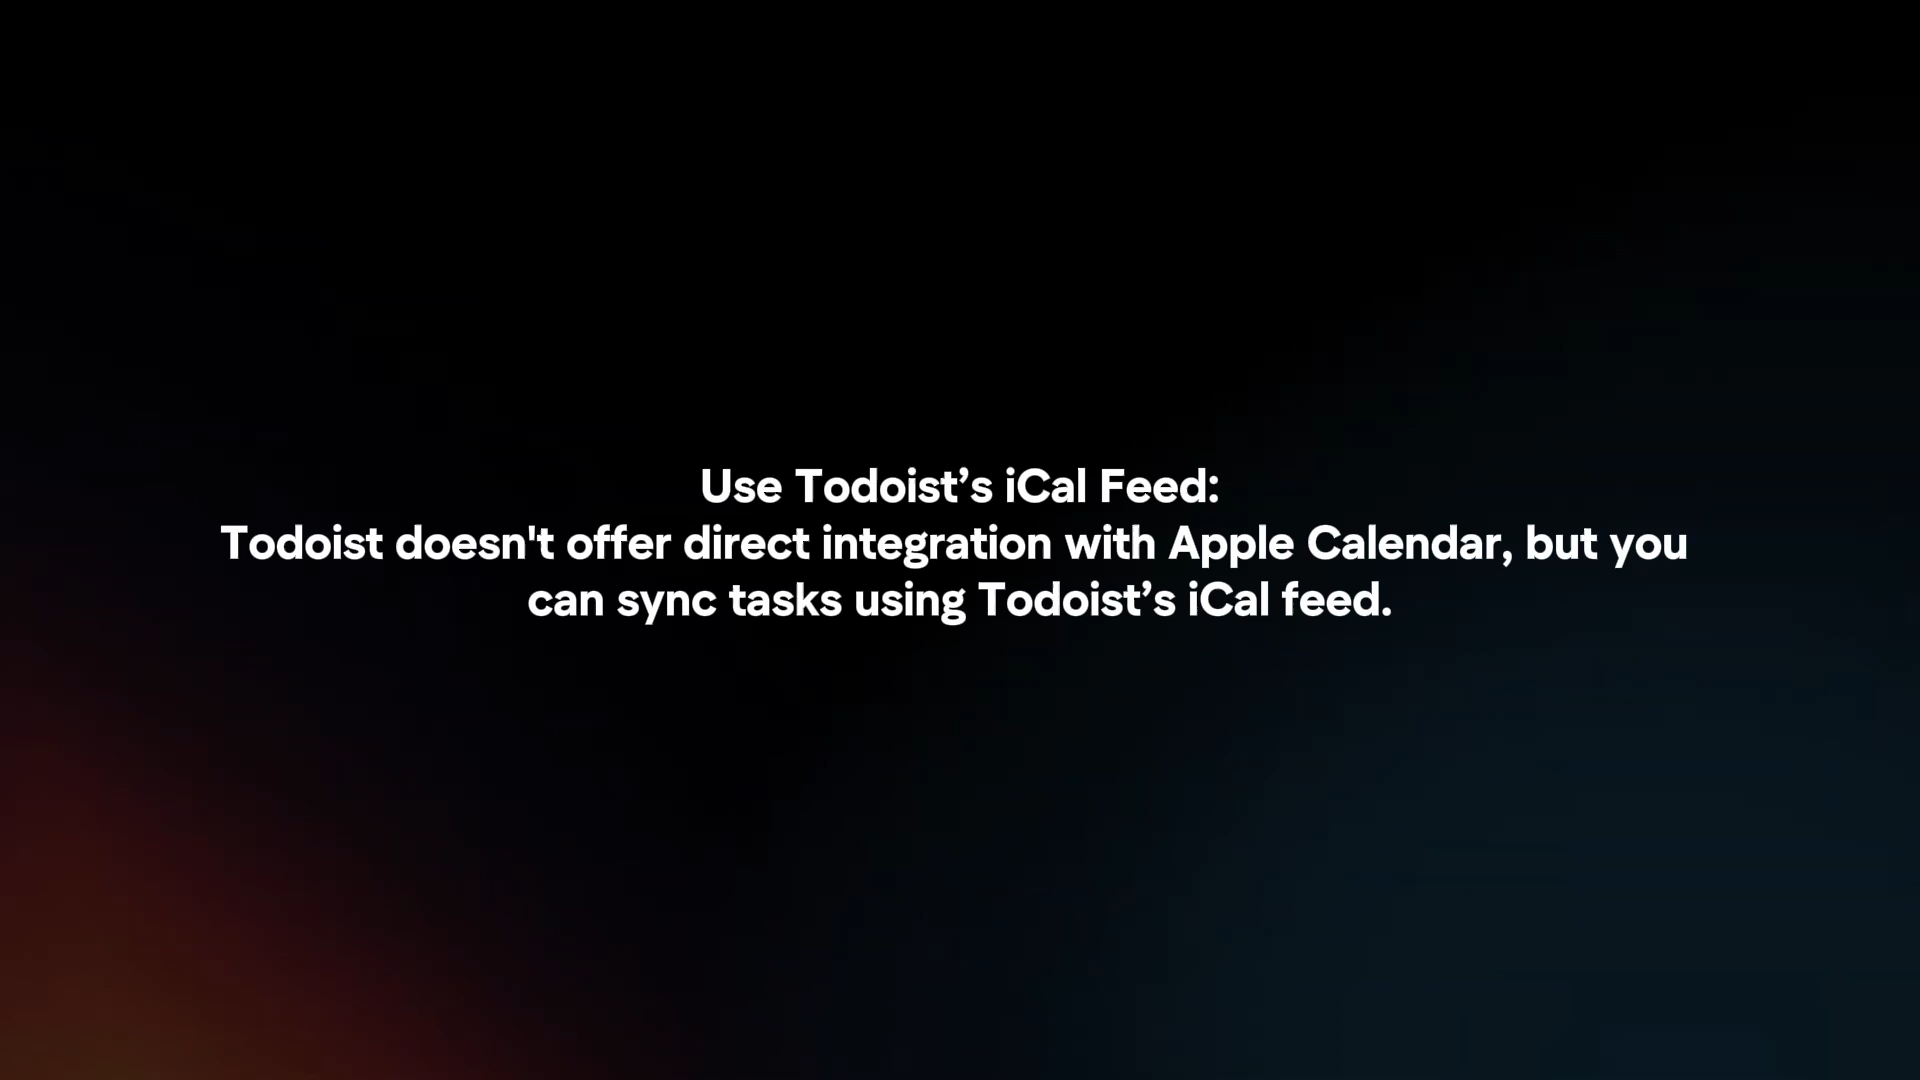 Use Todoist’s iCal Feed:
Todoist doesn't offer direct integration with Apple Calendar, but you
can sync tasks using Todoist’s iCal feed.